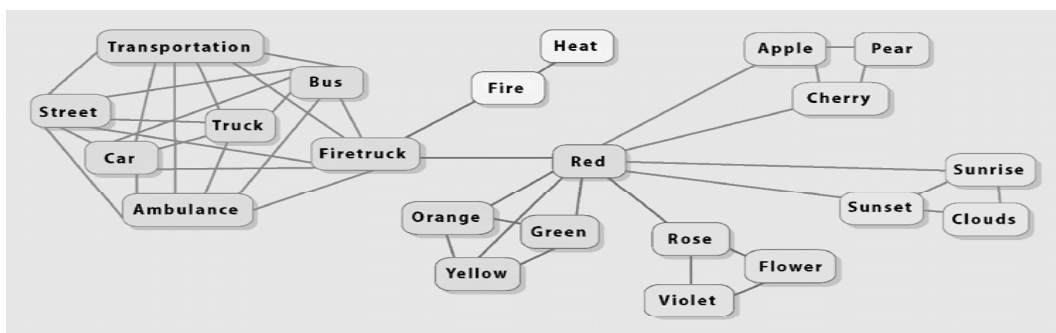 Transportation
Heat
Apple
Pear
Bus
Fire
Street
Cherry
Truck
Car
Firetruck
Red
Sunrise
Ambulance
Sunset
Clouds
Orange
Green
Rose
Yellow
Flower
Violet